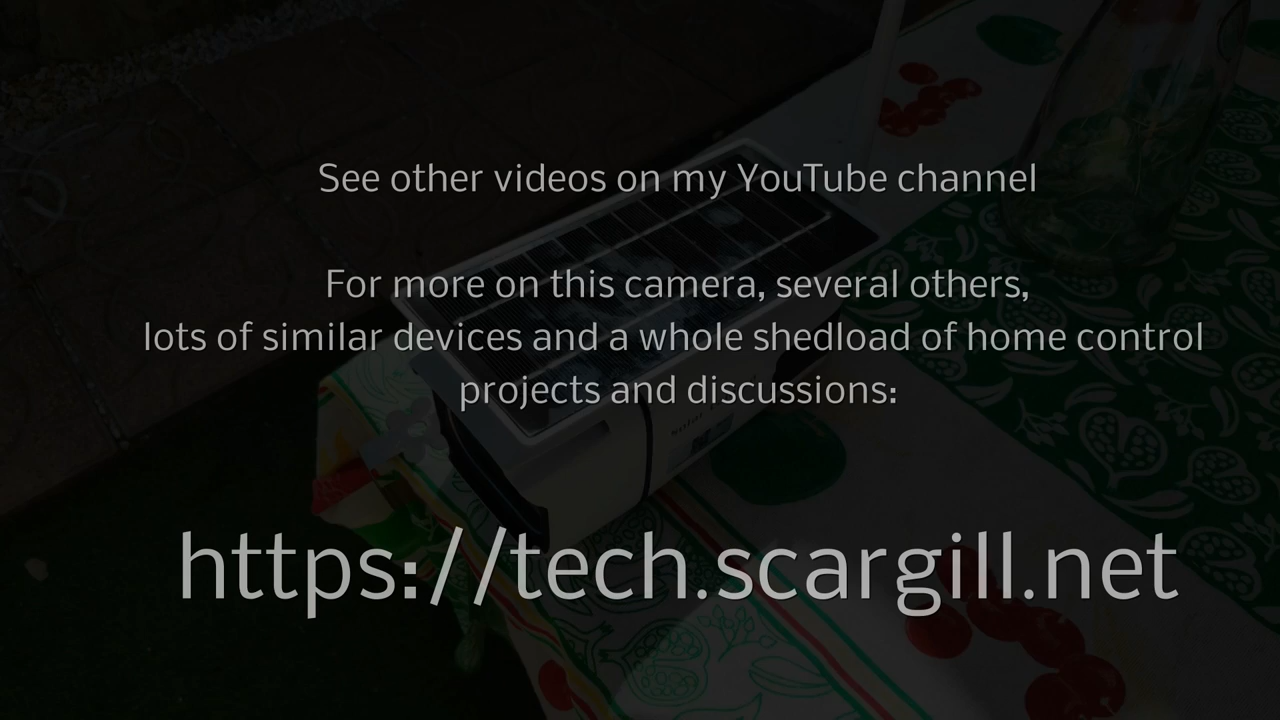 See other videos on my YouTube channel
For more on this camera, several others,
lots of similar devices and a whole shedload of home control
projects and discussions:
https://tech.scargill.net